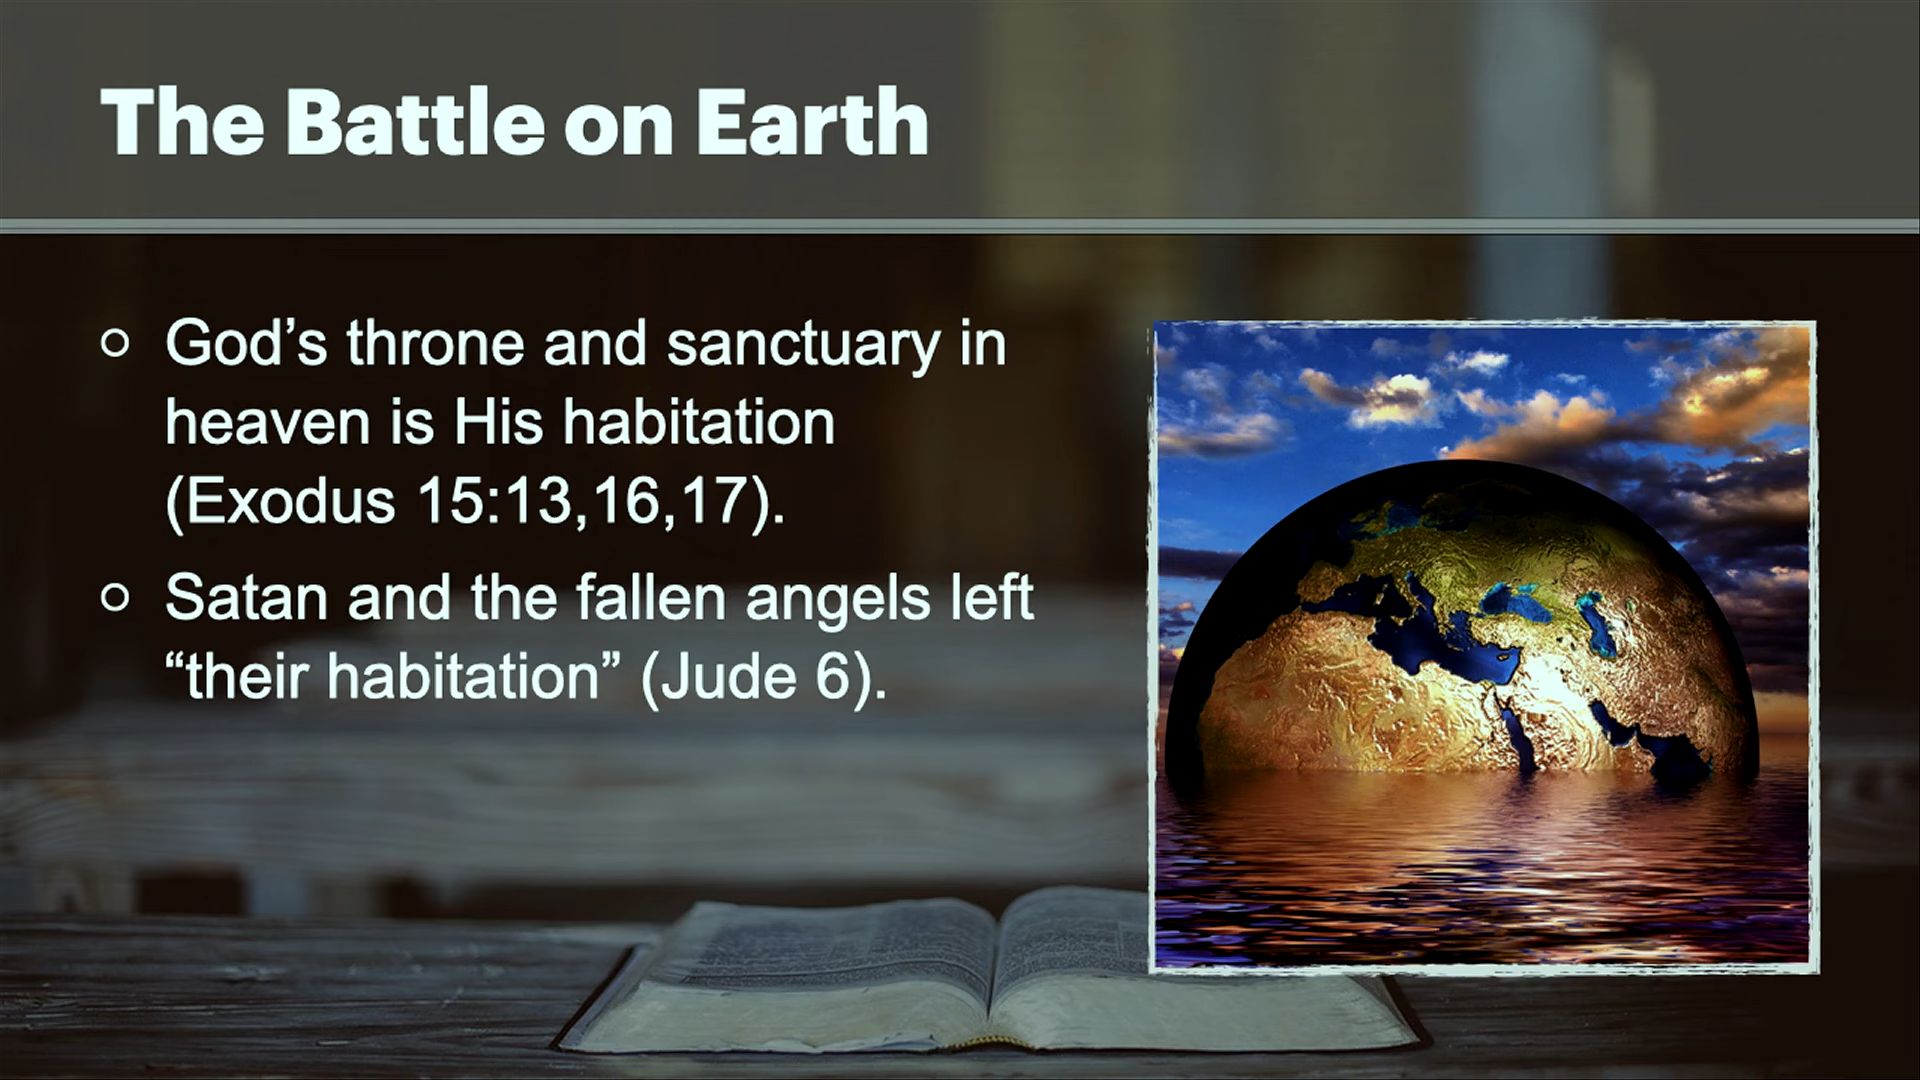 The Battle on Earth
God’s throne and sanctuary in
heaven is His habitation
(Exodus 15:13,16,17).
Satan and the fallen angels left
“their habitation” (Jude 6).